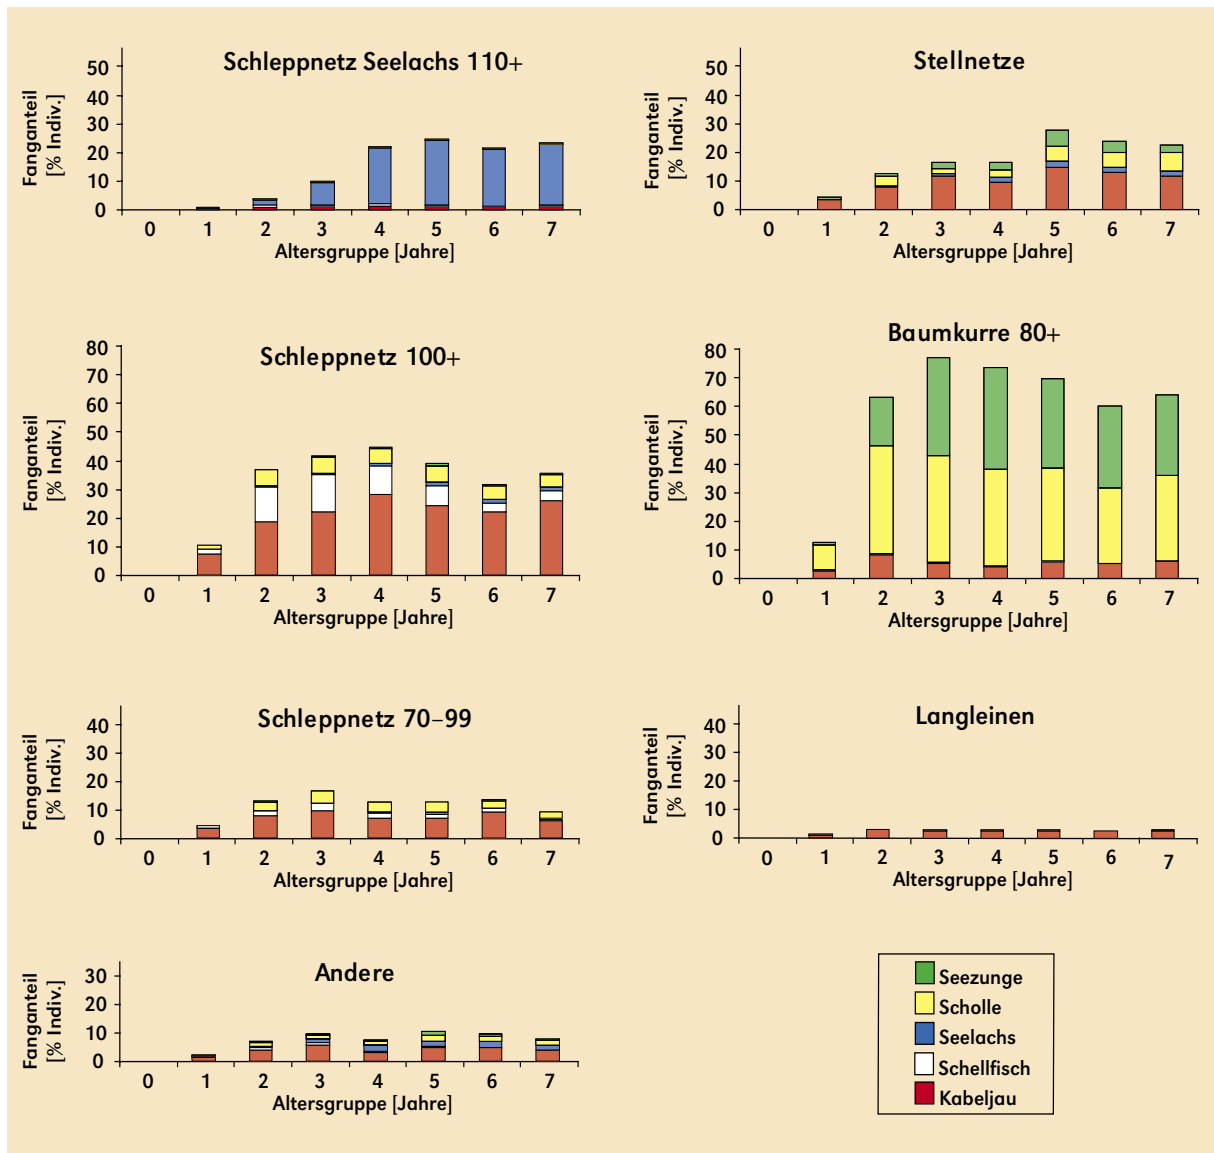 Schleppnetz Seelachs 110+
Fanganteil
[% Indiv.]
50
40
30
20
10
0
0 1 2 3 4 5 6 7
Altersgruppe [Jahre]
Stellnetze
Fanganteil
[% Indiv.]
50
40
30
20
10
0
0 1 2 3 4 5 6 7
Altersgruppe [Jahre]
Schleppnetz 100+
Fanganteil
[% Indiv.]
80
70
60
50
40
30
20
10
0
0 1 2 3 4 5 6 7
Altersgruppe [Jahre]
Baumkurre 80+
Fanganteil
[% Indiv.]
80
70
60
50
40
30
20
10
0
0 1 2 3 4 5 6 7
Altersgruppe [Jahre]
Schleppnetz 70–99
Fanganteil
[% Indiv.]
40
30
20
10
0
0 1 2 3 4 5 6 7
Altersgruppe [Jahre]
Langleinen
Fanganteil
[% Indiv.]
40
30
20
10
0
0 1 2 3 4 5 6 7
Altersgruppe [Jahre]
Andere
Fanganteil
[% Indiv.]
30
20
10
0
0 1 2 3 4 5 6 7
Altersgruppe [Jahre]
Seezunge
Scholle
Seelachs
Schellfisch
Kabeljau